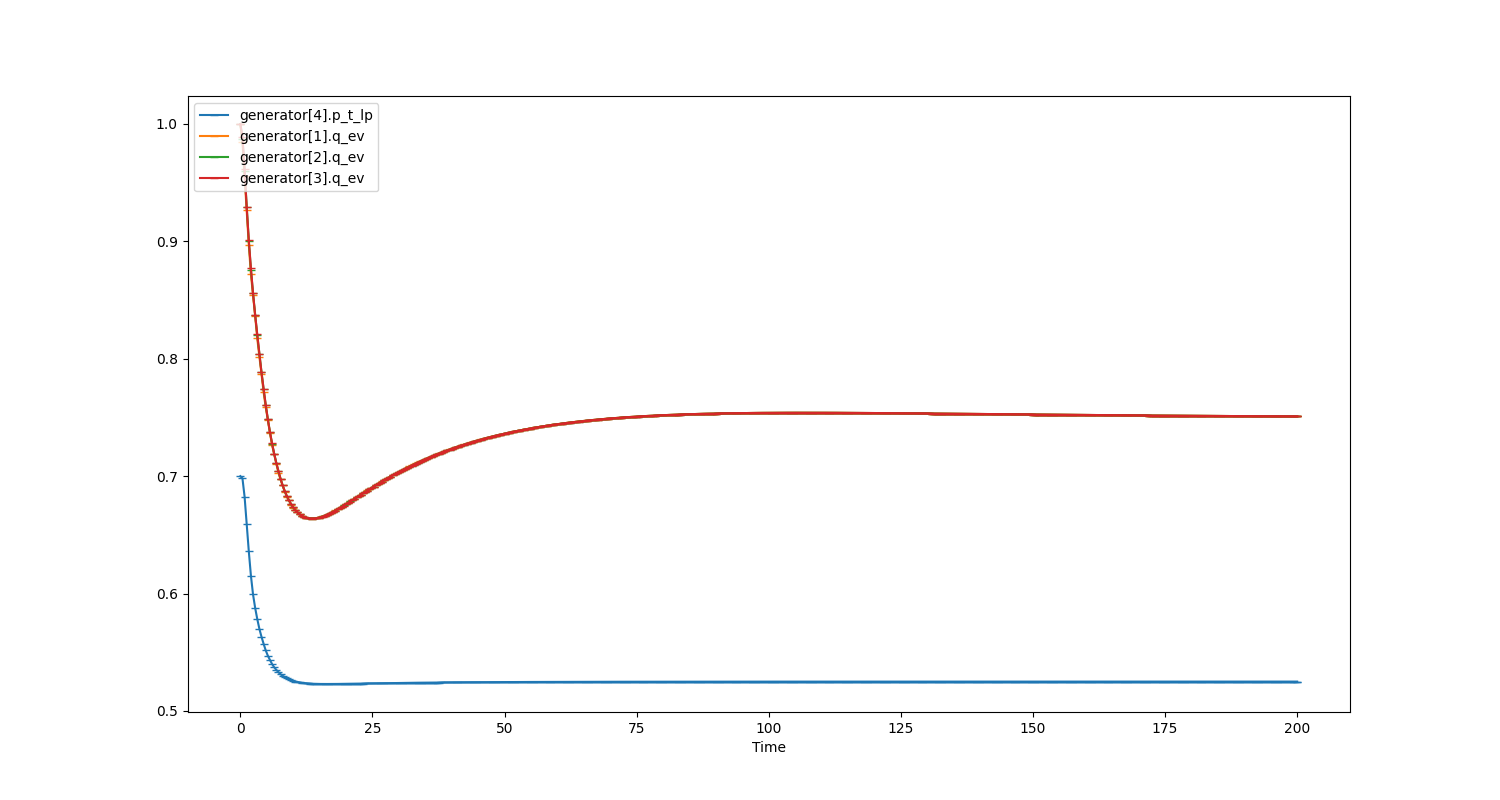 generator[4].p_t_lp
generator[1].q_ev
generator[2].q_ev
generator[3].q_ev
1.0
0.9
0.8
0.7
0.6
0.5
0 25 50 75 100 125 150 175 200
Time